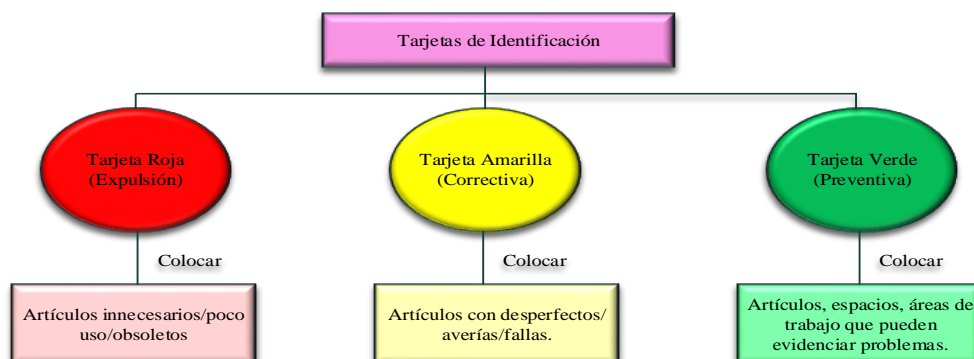 Tarjetas de Identificación
Tarjeta Roja
(Expulsión)
Tarjeta Amarilla
(Correctiva)
Tarjeta Verde
(Preventiva)
Colocar
Colocar
Colocar
Artículos innecesarios/poco
uso/obsoletos
Artículos con desperfectos/
averías/fallas.
Artículos, espacios, áreas de
trabajo que pueden
evidenciar problemas.